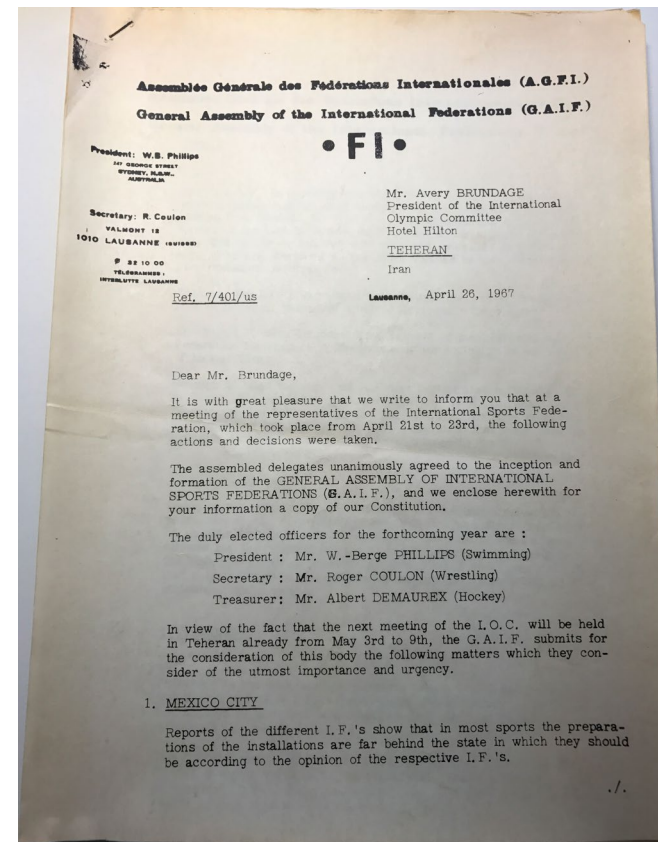 Assemblée Générale des Fédérations Internationales (A.G.F.I.)
General Assembly of the International Federations (G.A.I.F.)
• FI •
President: W.B. Phillips
347 GEORGE STREET
SYDNEY, N.S.W..
AUSTRALIA
Secretary: R. Coulon
VALMONT 12
1010 LAUSANNE (SUISSE)
32 10 00
TÉLÉGRAMMES :
INTERLUTTE LAUSANNE
Mr. Avery BRUNDAGE
President of the International
Olympic Committee
Hotel Hilton
TEHERAN
Iran
Ref. 7/401/us
Lausanne, April 26, 1967
Dear Mr. Brundage,
It is with great pleasure that we write to inform you that at a
meeting of the representatives of the International Sports Fede-
ration, which took place from April 21st to 23rd, the following
actions and decisions were taken.
The assembled delegates unanimously agreed to the inception and
formation of the GENERAL ASSEMBLY OF INTERNATIONAL
SPORTS FEDERATIONS (G.A.I.F.), and we enclose herewith for
your information a copy of our Constitution.
The duly elected officers for the forthcoming year are :
President : Mr. W.-Berge PHILLIPS (Swimming)
Secretary : Mr. Roger COULON (Wrestling)
Treasurer: Mr. Albert DEMAUREX (Hockey)
In view of the fact that the next meeting of the I.O.C. will be held
in Teheran already from May 3rd to 9th, the G.A.I.F. submits for
the consideration of this body the following matters which they con-
sider of the utmost importance and urgency.
1. MEXICO CITY
Reports of the different I.F.'s show that in most sports the prepara-
tions of the installations are far behind the state in which they should
be according to the opinion of the respective I.F.'s.
./.